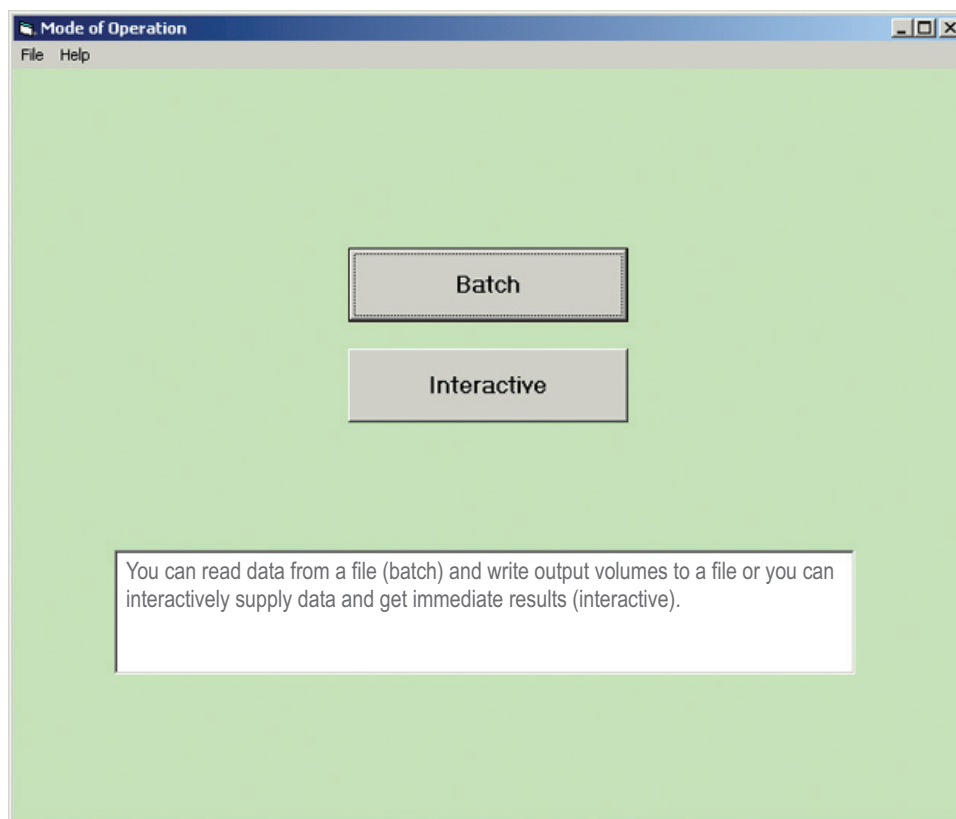 Mode of Operation
File Help
Batch
Interactive
You can read data from a file (batch) and write output volumes to a file or you can
interactively supply data and get immediate results (interactive).